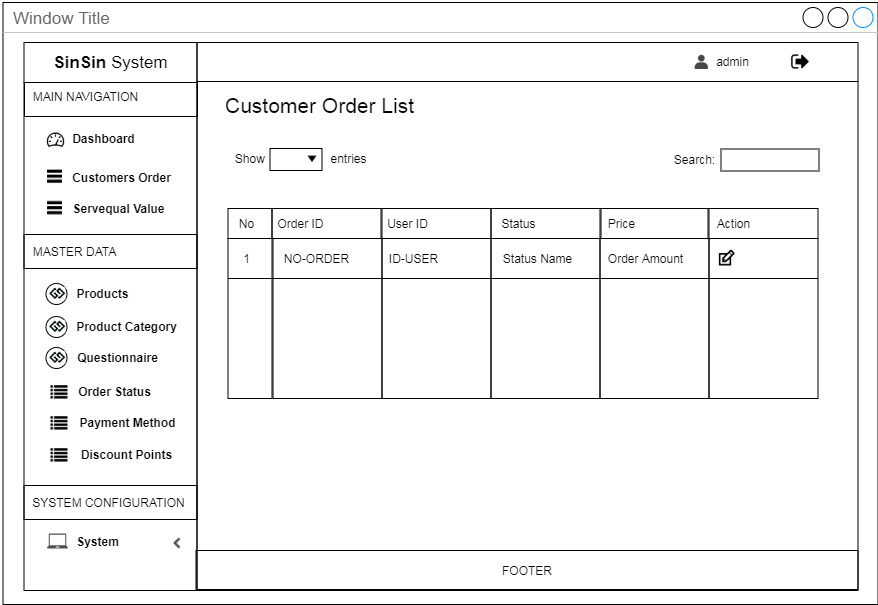 Window Title
SinSin System
admin
MAIN NAVIGATION
Dashboard
Customers Order
Servequal Value
MASTER DATA
Products
Product Category
Questionnaire
Order Status
Payment Method
Discount Points
SYSTEM CONFIGURATION
System
Customer Order List
Show entries
Search:
No Order ID User ID Status Price Action
1 NO-ORDER ID-USER Status Name Order Amount
FOOTER